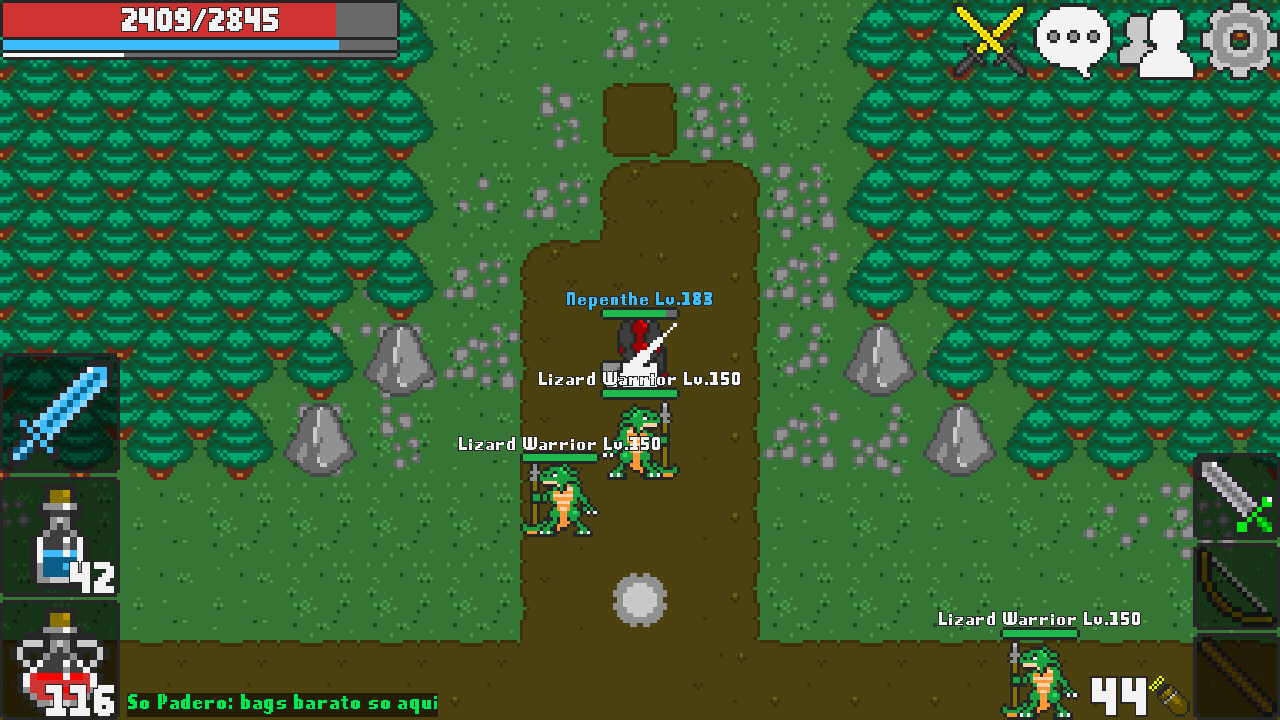 2409/2845
Nepenthe Lv.183
Lizard Warrior Lv.150
Lizard Warrior Lv.150
42
Lizard Warrior Lv.150
116
44
So Padero: bags barato so aqui